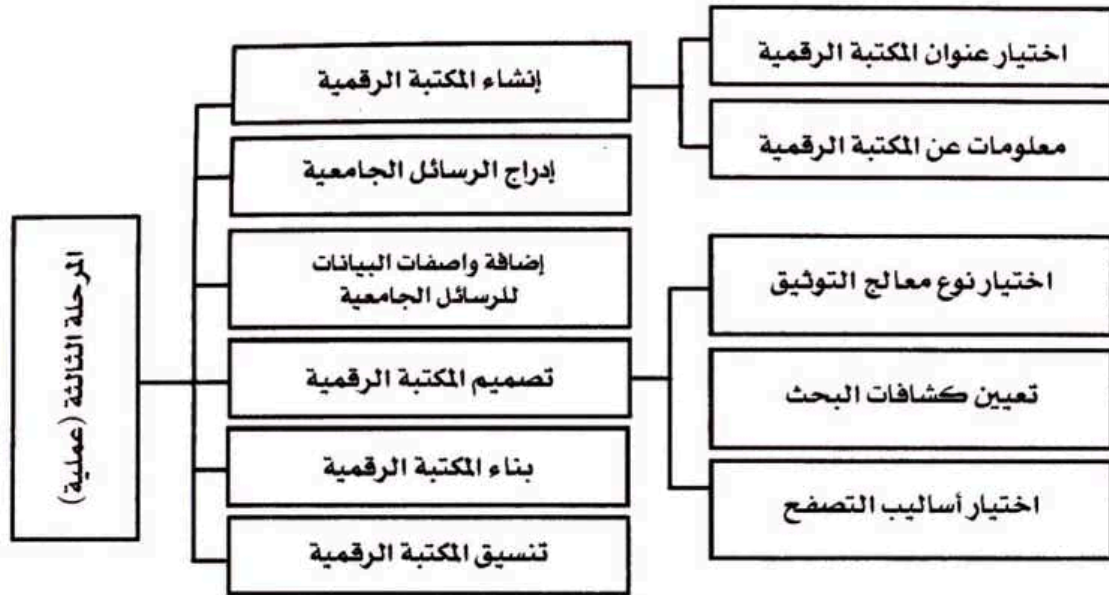 المرحلة الثالثة (عملية)
إنشاء المكتبة الرقمية
اختيار عنوان المكتبة الرقمية
معلومات عن المكتبة الرقمية
إدراج الرسائل الجامعية
إضافة واصفات البيانات
للرسائل الجامعية
تصميم المكتبة الرقمية
اختيار نوع معالج التوثيق
تعيين كشافات البحث
اختيار أساليب التصفح
بناء المكتبة الرقمية
تنسيق المكتبة الرقمية